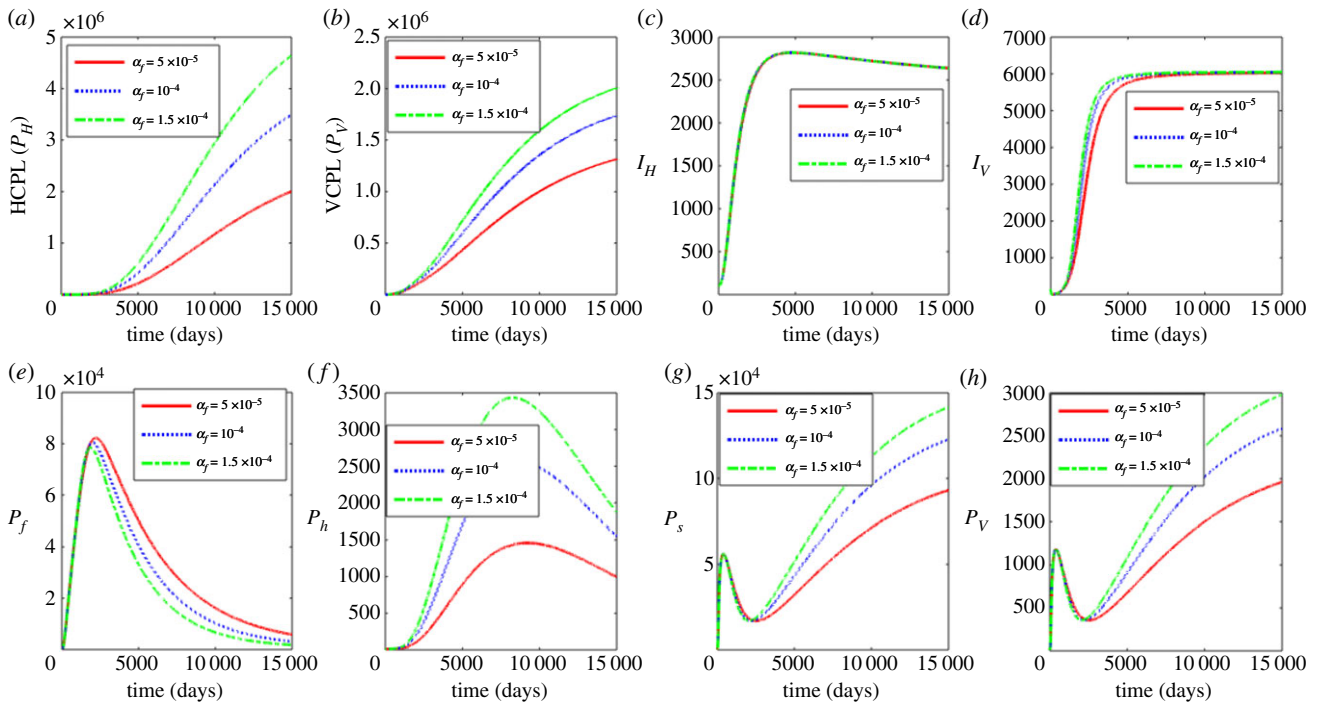 (a)
×10⁶
5
4
3
2
1
0
5000
10 000
15 000
HCPL (P_H)
time (days)
α_f = 5 ×10⁻⁵
α_f = 10⁻⁴
α_f = 1.5 ×10⁻⁴
(b)
×10⁶
2.5
2.0
1.5
1.0
0.5
0
5000
10 000
15 000
VCPL (P_V)
time (days)
α_f = 5 ×10⁻⁵
α_f = 10⁻⁴
α_f = 1.5 ×10⁻⁴
(c)
3000
2500
2000
1500
1000
500
0
5000
10 000
15 000
I_H
time (days)
α_f = 5 ×10⁻⁵
α_f = 10⁻⁴
α_f = 1.5 ×10⁻⁴
(d)
7000
6000
5000
4000
3000
2000
1000
0
5000
10 000
15 000
I_V
time (days)
α_f = 5 ×10⁻⁵
α_f = 10⁻⁴
α_f = 1.5 ×10⁻⁴
(e)
×10⁴
10
8
6
4
2
0
5000
10 000
15 000
P_f
time (days)
α_f = 5 ×10⁻⁵
α_f = 10⁻⁴
α_f = 1.5 ×10⁻⁴
(f)
3500
3000
2500
2000
1500
1000
500
0
5000
10 000
15 000
P_h
time (days)
α_f = 5 ×10⁻⁵
α_f = 10⁻⁴
α_f = 1.5 ×10⁻⁴
(g)
×10⁴
15
10
5
0
5000
10 000
15 000
P_s
time (days)
α_f = 5 ×10⁻⁵
α_f = 10⁻⁴
α_f = 1.5 ×10⁻⁴
(h)
3000
2500
2000
1500
1000
500
0
5000
10 000
15 000
P_V
time (days)
α_f = 5 ×10⁻⁵
α_f = 10⁻⁴
α_f = 1.5 ×10⁻⁴